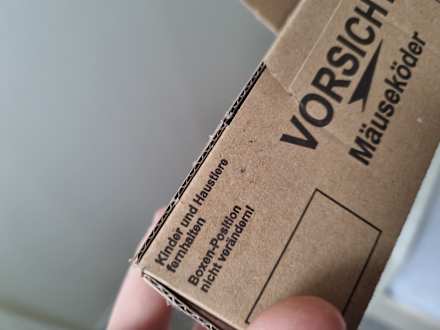 VORSICHT
Mäuseköder
Kinder und Haustiere
fernhalten
Boxen-Position
nicht verändern!